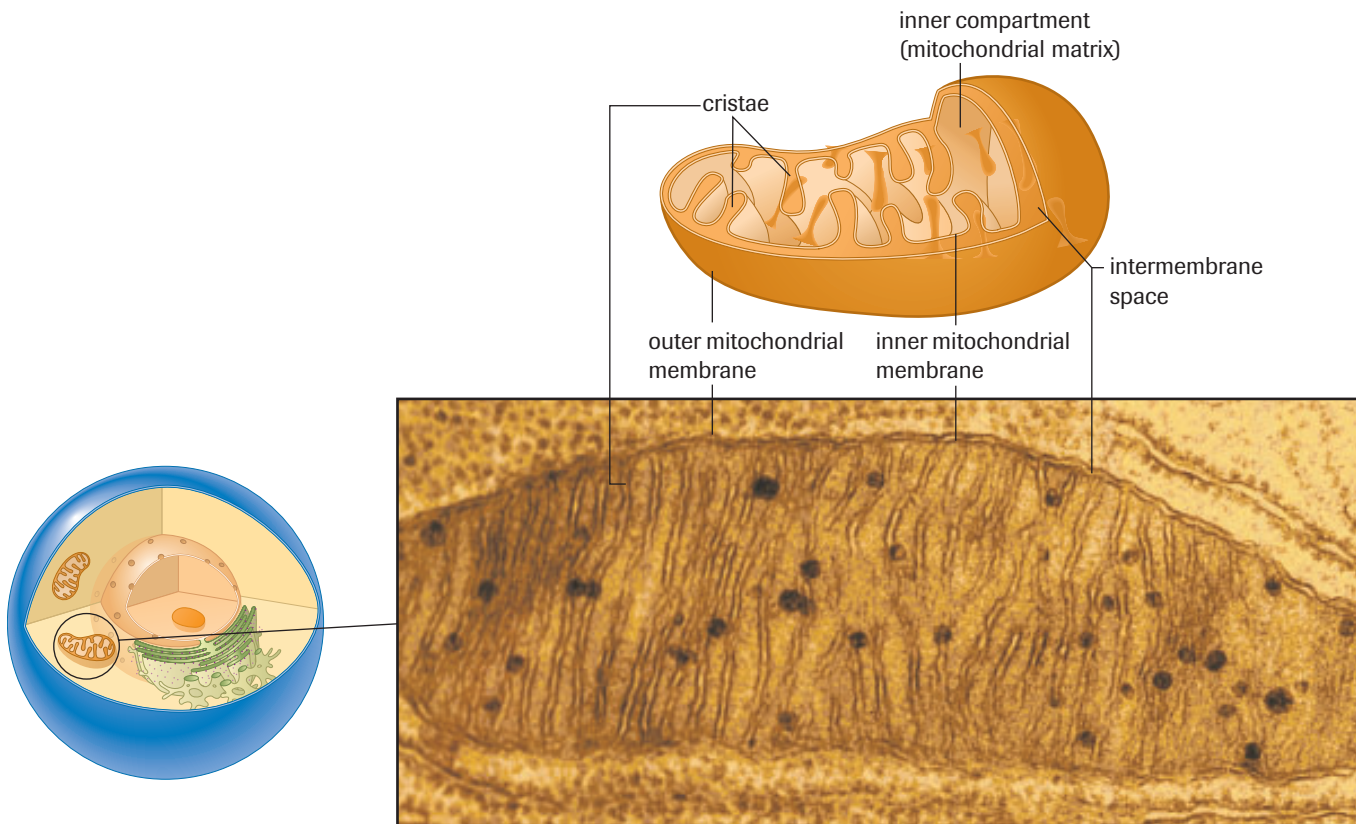 inner compartment
(mitochondrial matrix)
cristae
intermembrane
space
outer mitochondrial
membrane
inner mitochondrial
membrane